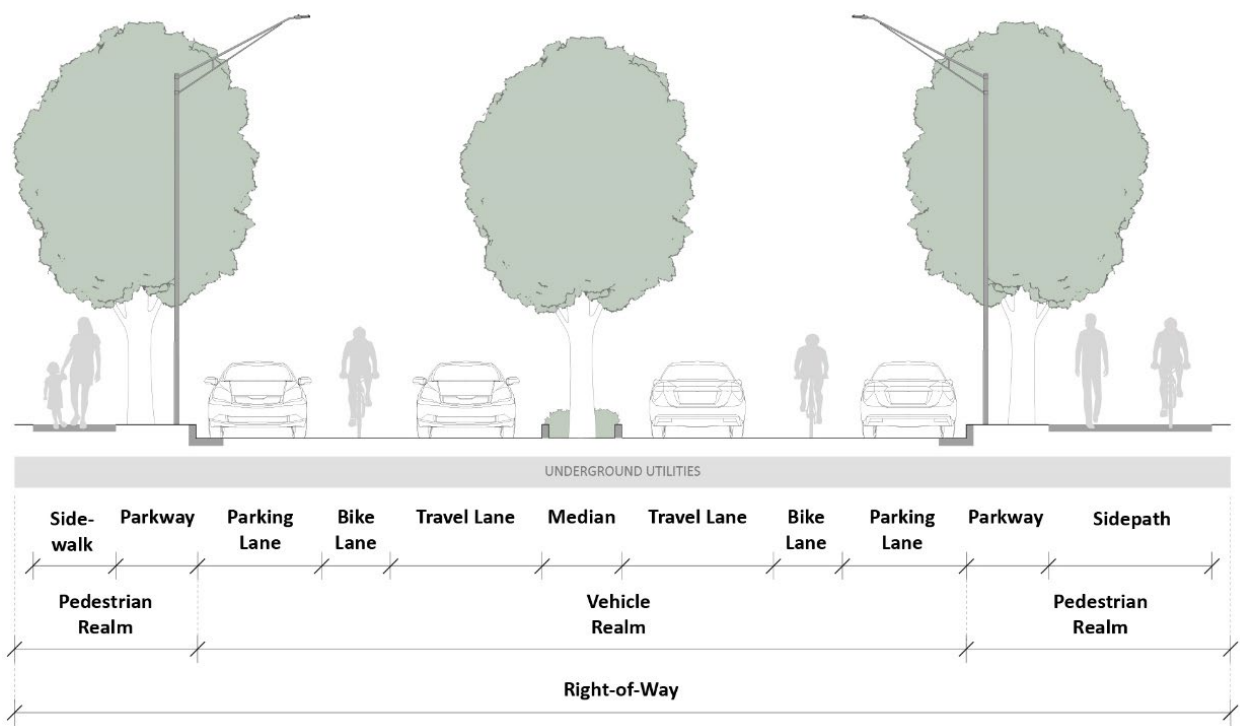 UNDERGROUND UTILITIES
Side-
walk
Parkway
Parking
Lane
Bike
Lane
Travel Lane
Median
Travel Lane
Bike
Lane
Parking
Lane
Parkway
Sidepath
Pedestrian
Realm
Vehicle
Realm
Pedestrian
Realm
Right-of-Way